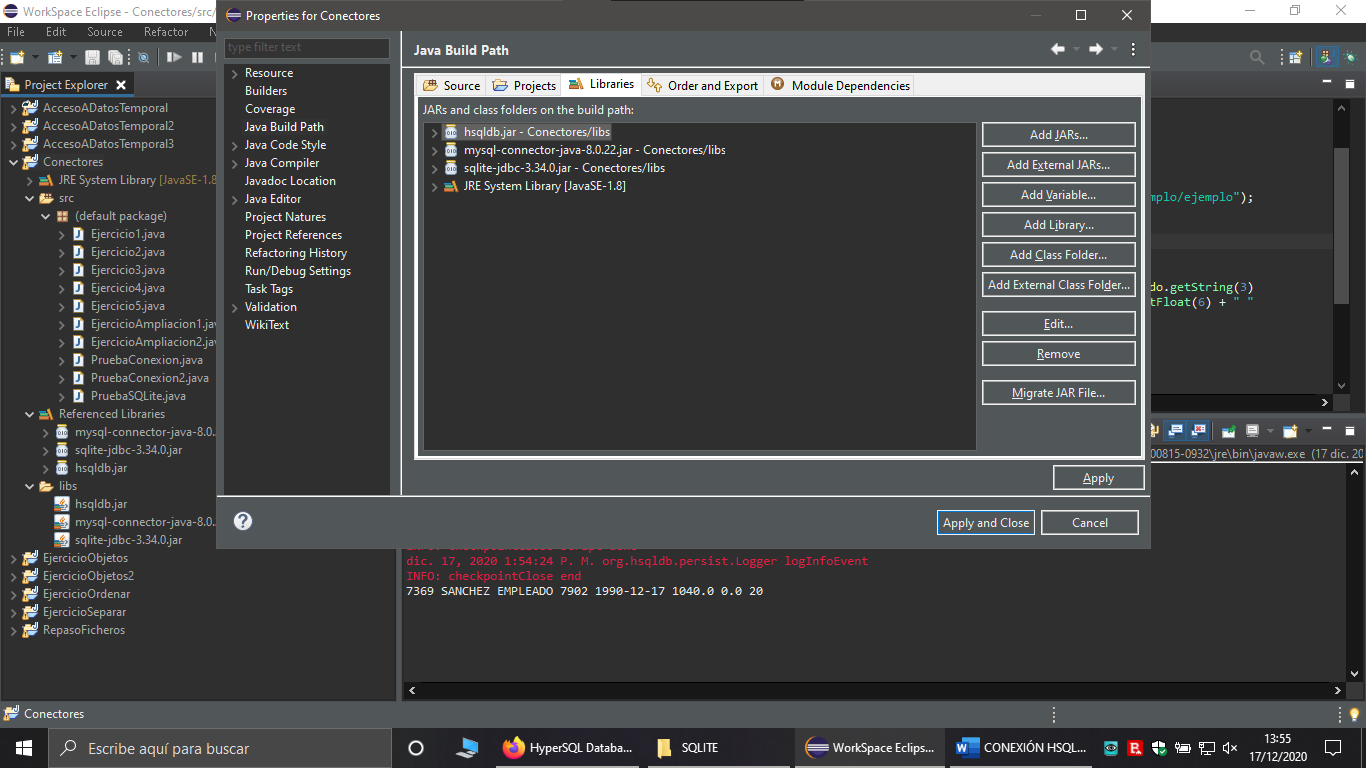 WorkSpace Eclipse - Conectores/src/
Properties for Conectores
File Edit Source Refactor N
type filter text
Resource
Builders
Coverage
Java Build Path
Java Code Style
Java Compiler
Javadoc Location
Java Editor
Project Natures
Project References
Refactoring History
Run/Debug Settings
Task Tags
Validation
WikiText
Java Build Path
Source Projects Libraries Order and Export Module Dependencies
JARs and class folders on the build path:
hsqldb.jar - Conectores/libs
mysql-connector-java-8.0.22.jar - Conectores/libs
sqlite-jdbc-3.34.0.jar - Conectores/libs
JRE System Library [JavaSE-1.8]
Add JARs...
Add External JARs...
Add Variable...
Add Library...
Add Class Folder...
Add External Class Folder...
Edit...
Remove
Migrate JAR File...
Apply
Apply and Close Cancel
Project Explorer
AccesoADatosTemporal
AccesoADatosTemporal2
AccesoADatosTemporal3
Conectores
JRE System Library [JavaSE-1.8
src
(default package)
Ejercicio1.java
Ejercicio2.java
Ejercicio3.java
Ejercicio4.java
Ejercicio5.java
EjercicioAmpliacion1.jav
EjercicioAmpliacion2.jav
PruebaConexion.java
PruebaConexion2.java
PruebaSQLite.java
Referenced Libraries
mysql-connector-java-8.0.
sqlite-jdbc-3.34.0.jar
hsqldb.jar
libs
hsqldb.jar
mysql-connector-java-8.0.
sqlite-jdbc-3.34.0.jar
EjercicioObjetos
EjercicioObjetos2
EjercicioOrdenar
EjercicioSeparar
RepasoFicheros
mplo/ejemplo");
do.getString(3)
tFloat(6) + " "
00815-0932\jre\bin\javaw.exe (17 dic. 20
dic. 17, 2020 1:54:24 P. M. org.hsqldb.persist.Logger logInfoEvent
INFO: checkpointClose end
7369 SANCHEZ EMPLEADO 7902 1990-12-17 1040.0 0.0 20
Conectores
Escribe aquí para buscar
HyperSQL Databa...
SQLITE
WorkSpace Eclips...
CONEXIÓN HSQL...
13:55
17/12/2020